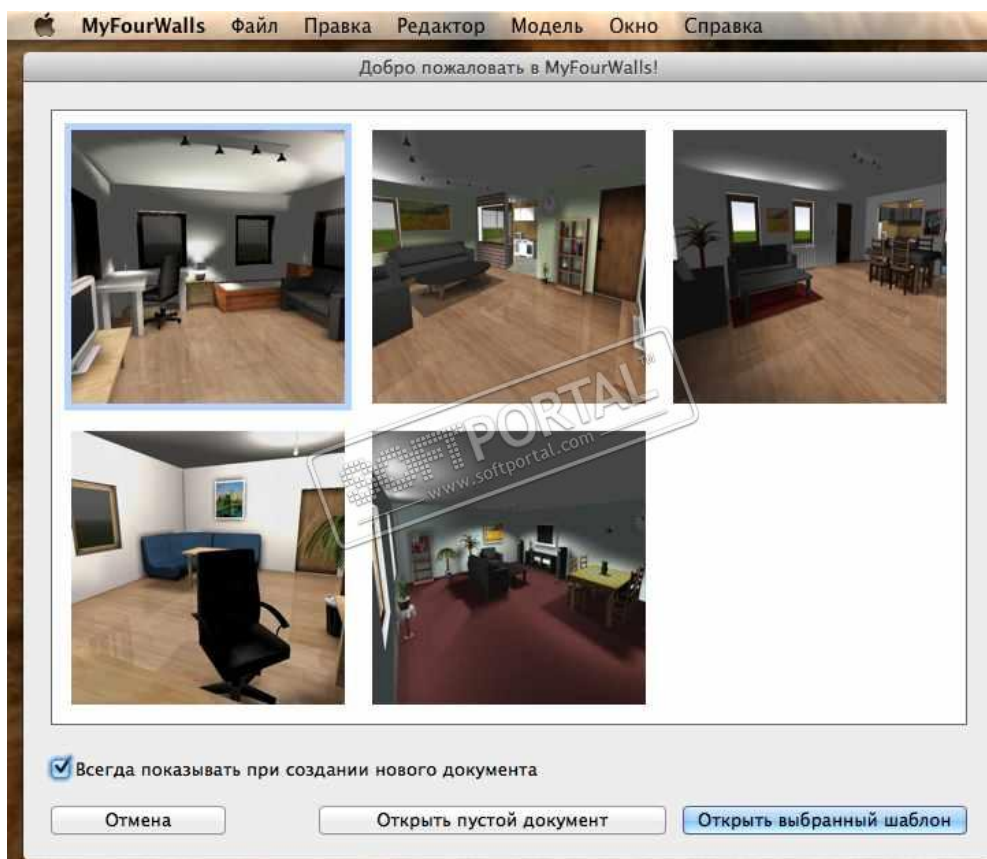 MyFourWalls Файл Правка Редактор Модель Окно Справка
Добро пожаловать в MyFourWalls!
SOFTPORTAL™
www.softportal.com
Всегда показывать при создании нового документа
Отмена Открыть пустой документ Открыть выбранный шаблон